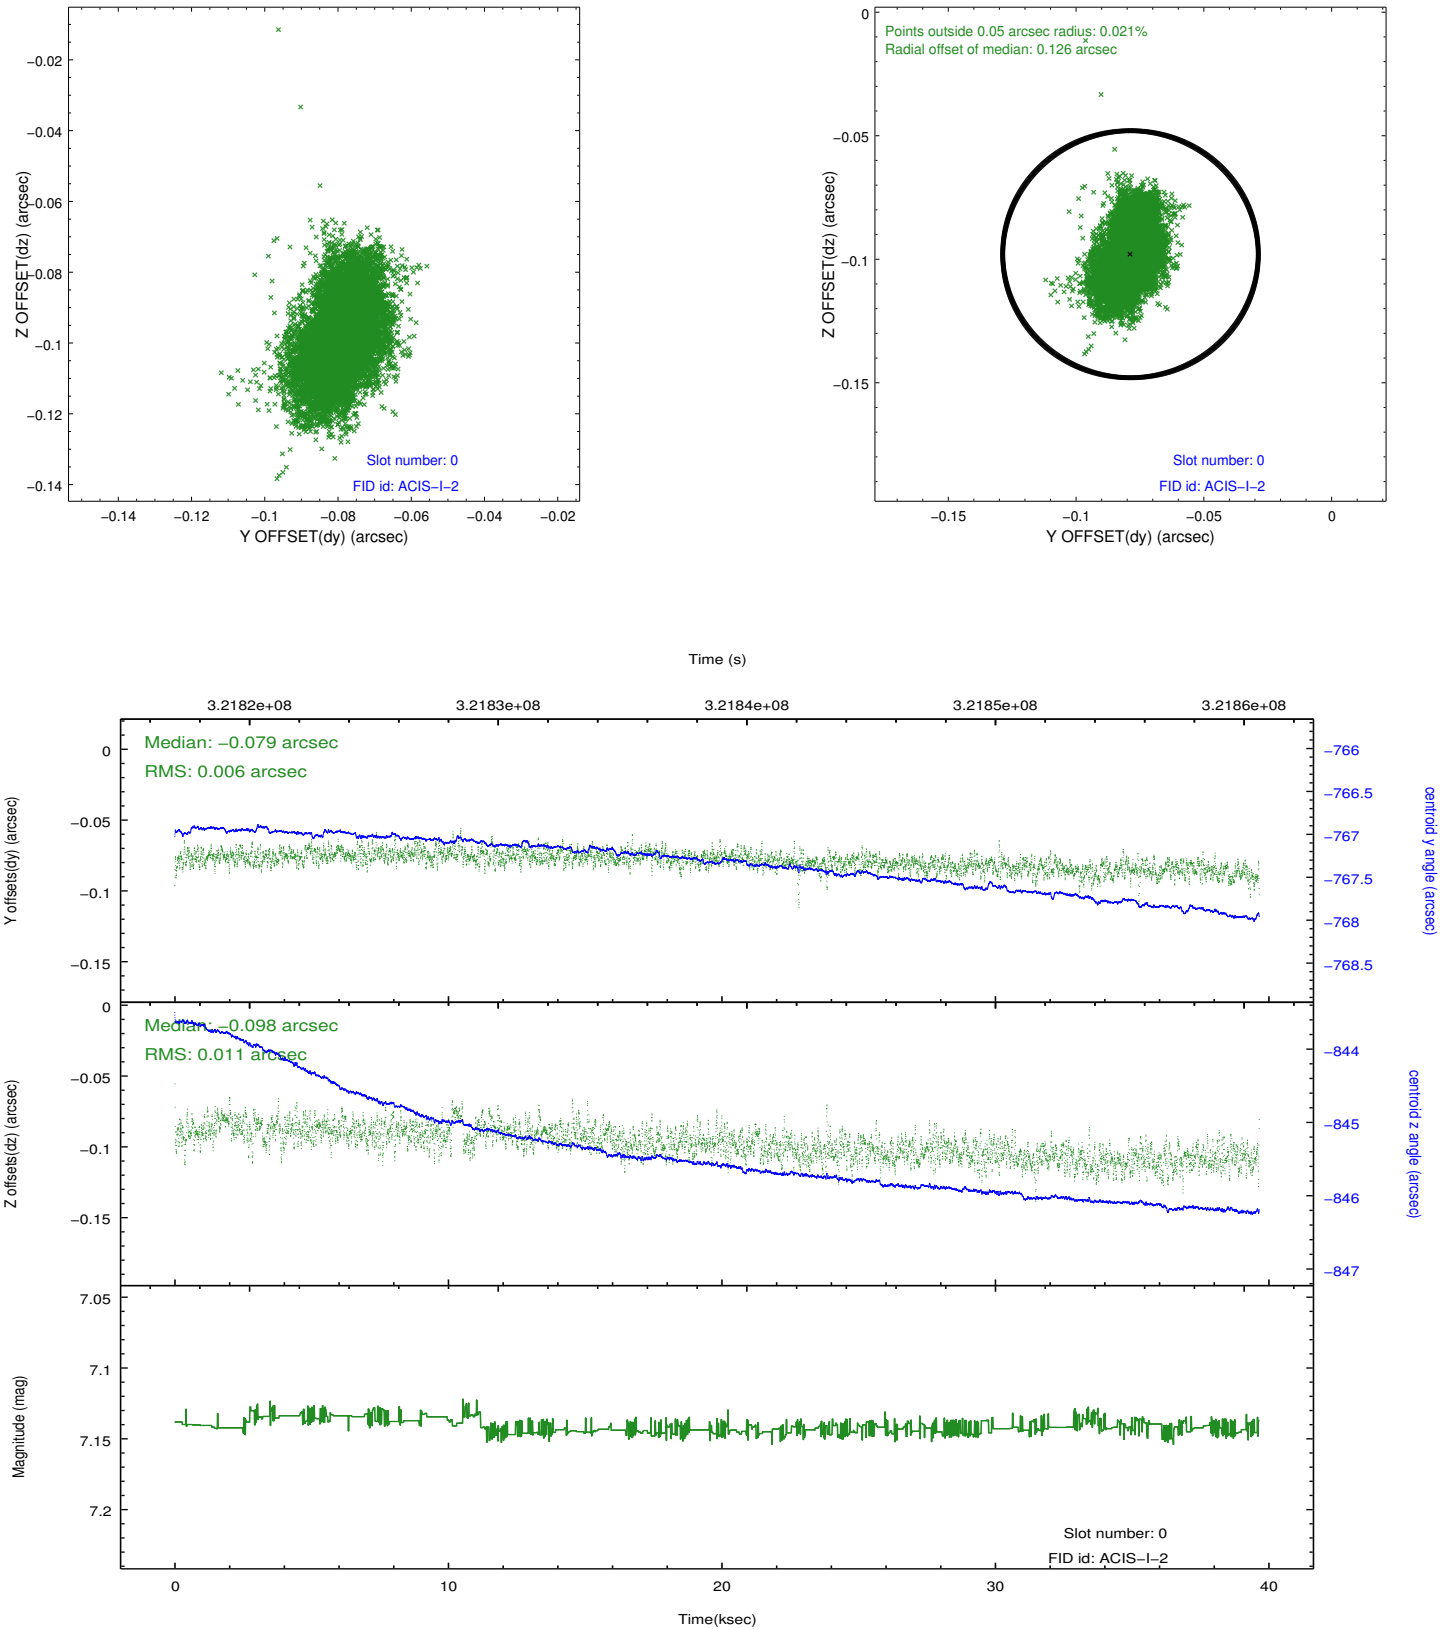 −0.02
−0.04
−0.06
−0.08
−0.1
−0.12
−0.14
Z OFFSET(dz) (arcsec)
Slot number: 0
FID id: ACIS−I−2
−0.14 −0.12 −0.1 −0.08 −0.06 −0.04 −0.02
Y OFFSET(dy) (arcsec)
0
−0.05
−0.1
−0.15
Z OFFSET(dz) (arcsec)
Points outside 0.05 arcsec radius: 0.021%
Radial offset of median: 0.126 arcsec
Slot number: 0
FID id: ACIS−I−2
−0.15 −0.1 −0.05 0
Y OFFSET(dy) (arcsec)
Time (s)
3.2182e+08 3.2183e+08 3.2184e+08 3.2185e+08 3.2186e+08
Median: −0.079 arcsec
RMS: 0.006 arcsec
0
−0.05
−0.1
−0.15
Y offsets(dy) (arcsec)
−766
−766.5
−767
−767.5
−768
−768.5
centroid y angle (arcsec)
Median: −0.098 arcsec
RMS: 0.011 arcsec
0
−0.05
−0.1
−0.15
Z offsets(dz) (arcsec)
−844
−845
−846
−847
centroid z angle (arcsec)
7.05
7.1
7.15
7.2
Magnitude (mag)
Slot number: 0
FID id: ACIS−I−2
0 10 20 30 40
Time(ksec)